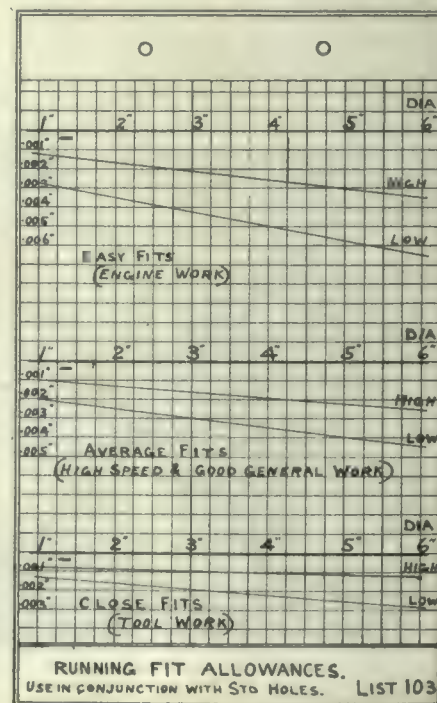 DIA
1" 2" 3" 4" 5" 6"
.001"
.002"
.003"
.004"
.005"
.006"
HIGH
LOW
EASY FITS
(ENGINE WORK)
DIA
1" 2" 3" 4" 5" 6"
.001"
.002"
.003"
.004"
.005"
HIGH
LOW
AVERAGE FITS
(HIGH SPEED & GOOD GENERAL WORK)
DIA
1" 2" 3" 4" 5" 6"
.001"
.002"
.003"
HIGH
LOW
CLOSE FITS
(TOOL WORK)
RUNNING FIT ALLOWANCES.
USE IN CONJUNCTION WITH STD HOLES. LIST 103